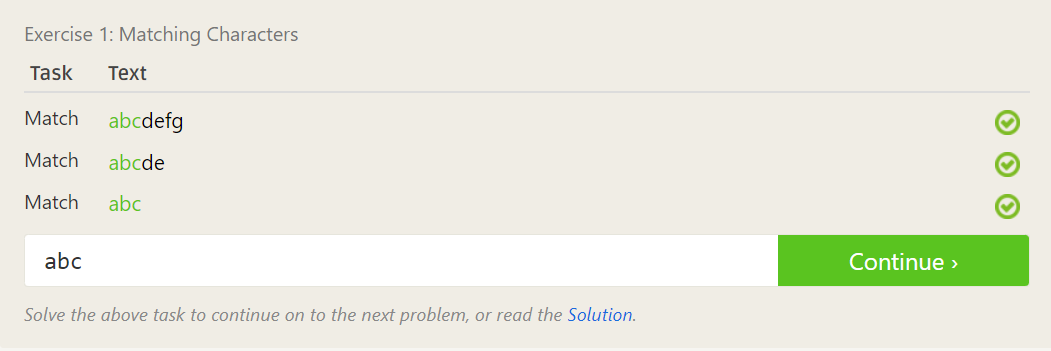 Exercise 1: Matching Characters
Task Text
Match abcdefg
Match abcde
Match abc
abc Continue ›
Solve the above task to continue on to the next problem, or read the Solution.